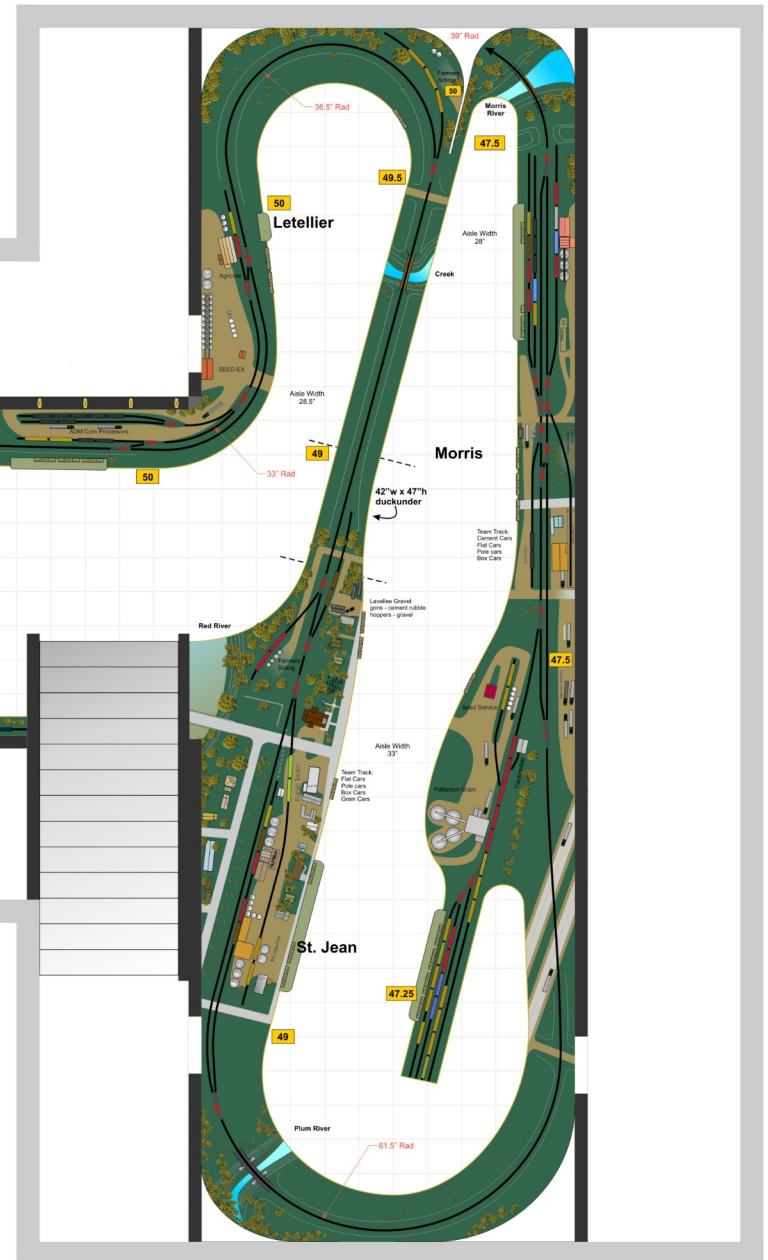 39" Rad
Farmers
Siding
50
36.5" Rad
Morris
River
47.5
49.5
50
Letellier
Aisle Width
28"
Agricore
Creek
SEED-EX
Aisle Width
28.5"
ADM Corn Processors
49
Morris
33" Rad
50
42"w x 47"h
duckunder
Team Track:
Cement Cars
Flat Cars
Pole cars
Box Cars
Lavallee Gravel:
gons - cement rubble
hoppers - gravel
Red River
Farmers
Siding
47.5
Seed Service
Aisle Width
33"
Team Track:
Flat Cars
Pole cars
Box Cars
Grain Cars
Public Team
Patterson Grain
St. Jean
47.25
49
Plum River
61.5" Rad